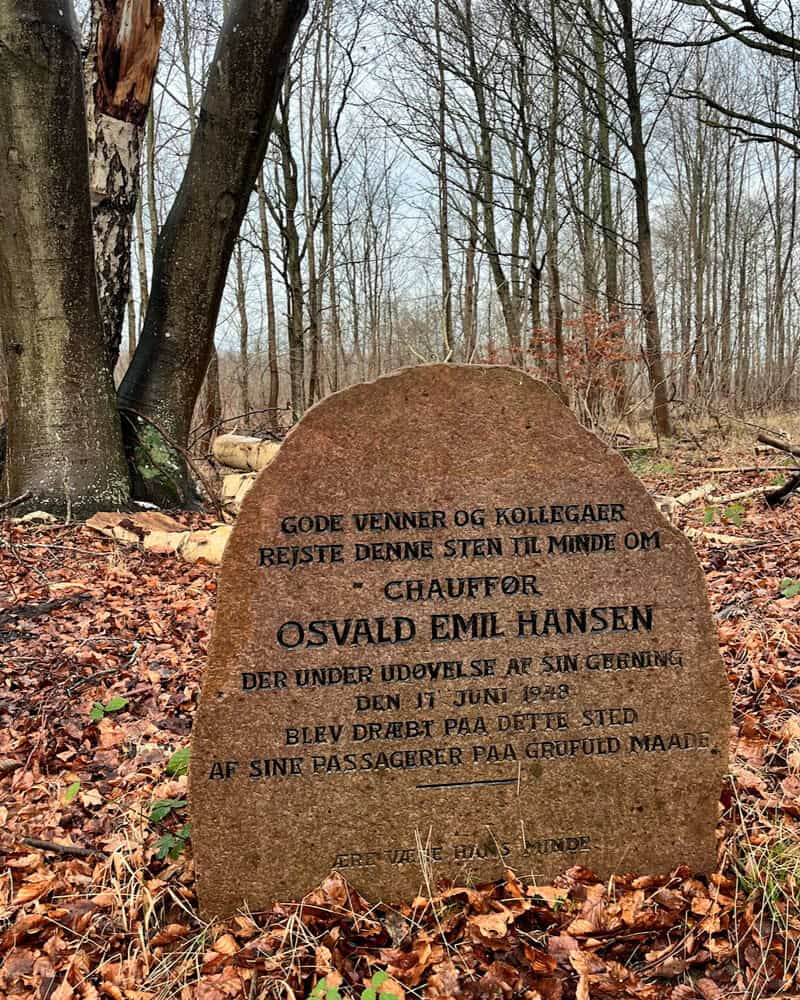 GODE VENNER OG KOLLEGAER
REJSTE DENNE STEN TIL MINDE OM
CHAUFFØR
OSVALD EMIL HANSEN
DER UNDER UDØVELSE AF SIN GERNING
DEN 17 JUNI 1948
BLEV DRÆBT PAA DETTE STED
AF SINE PASSAGERER PAA GRUFULD MAADE.
ÆRE VÆRE HANS MINDE